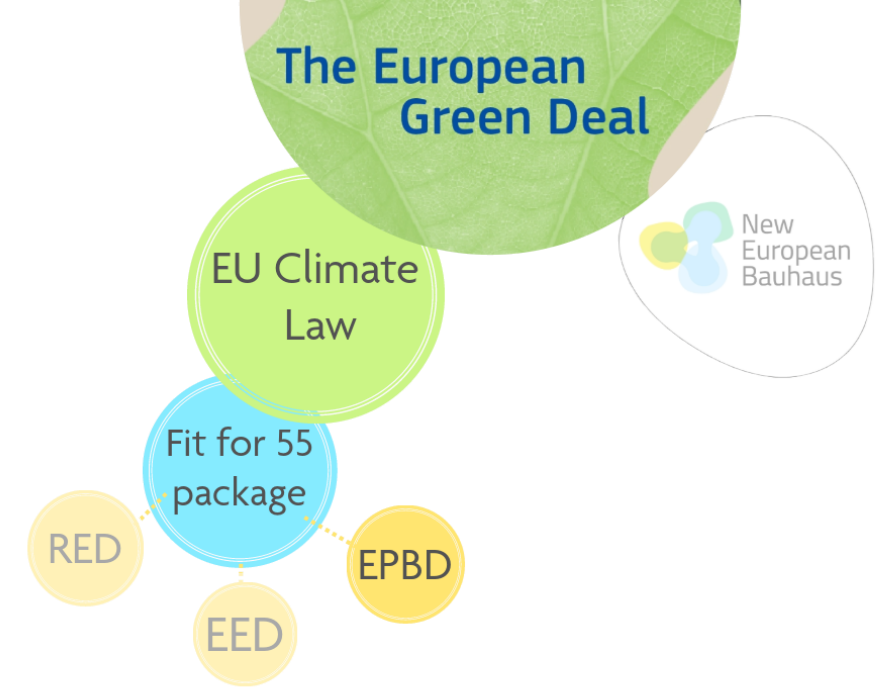 The European
Green Deal
New
European
Bauhaus
EU Climate
Law
Fit for 55
package
RED
EPBD
EED